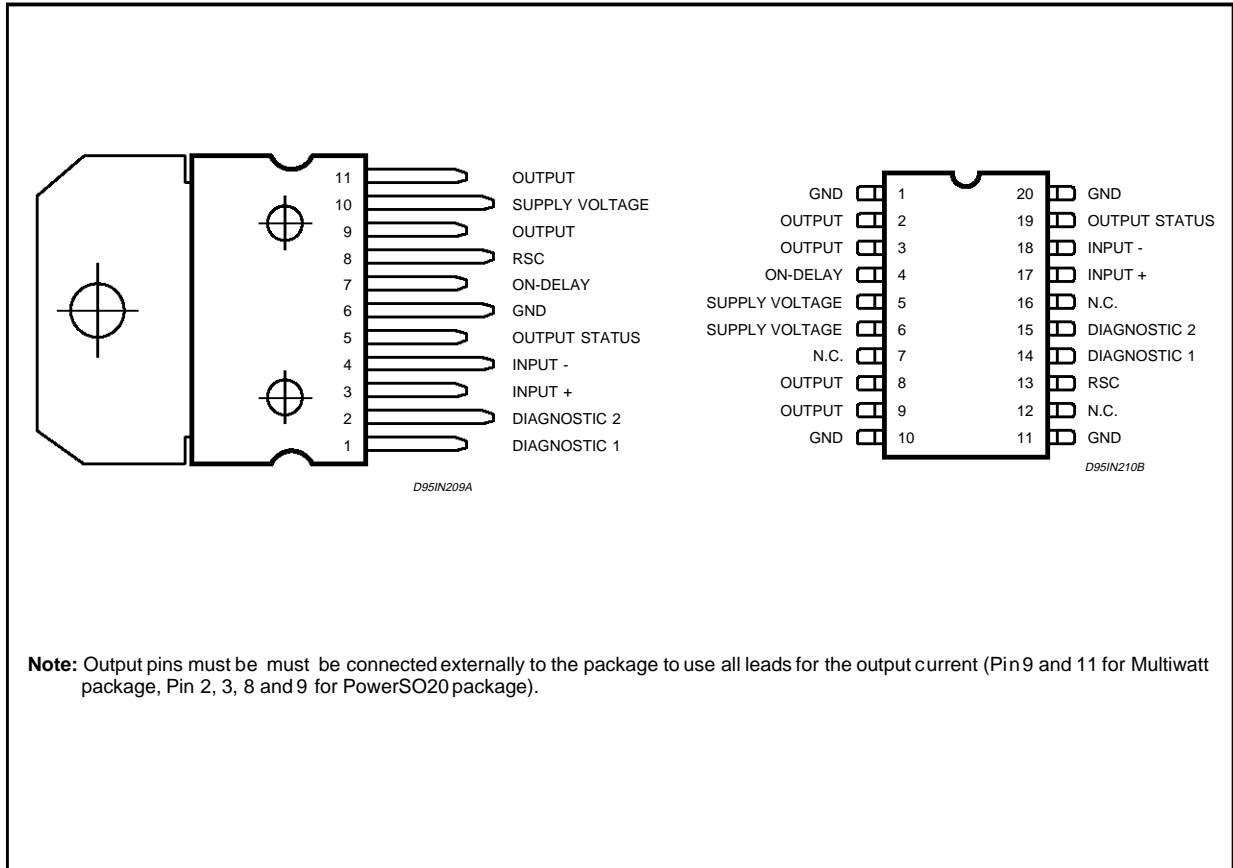 11 OUTPUT
10 SUPPLY VOLTAGE
9 OUTPUT
8 RSC
7 ON-DELAY
6 GND
5 OUTPUT STATUS
4 INPUT -
3 INPUT +
2 DIAGNOSTIC 2
1 DIAGNOSTIC 1
D95IN209A
GND 1 20 GND
OUTPUT 2 19 OUTPUT STATUS
OUTPUT 3 18 INPUT -
ON-DELAY 4 17 INPUT +
SUPPLY VOLTAGE 5 16 N.C.
SUPPLY VOLTAGE 6 15 DIAGNOSTIC 2
N.C. 7 14 DIAGNOSTIC 1
OUTPUT 8 13 RSC
OUTPUT 9 12 N.C.
GND 10 11 GND
D95IN210B
Note: Output pins must be must be connected externally to the package to use all leads for the output current (Pin 9 and 11 for Multiwatt
package, Pin 2, 3, 8 and 9 for PowerSO20 package).